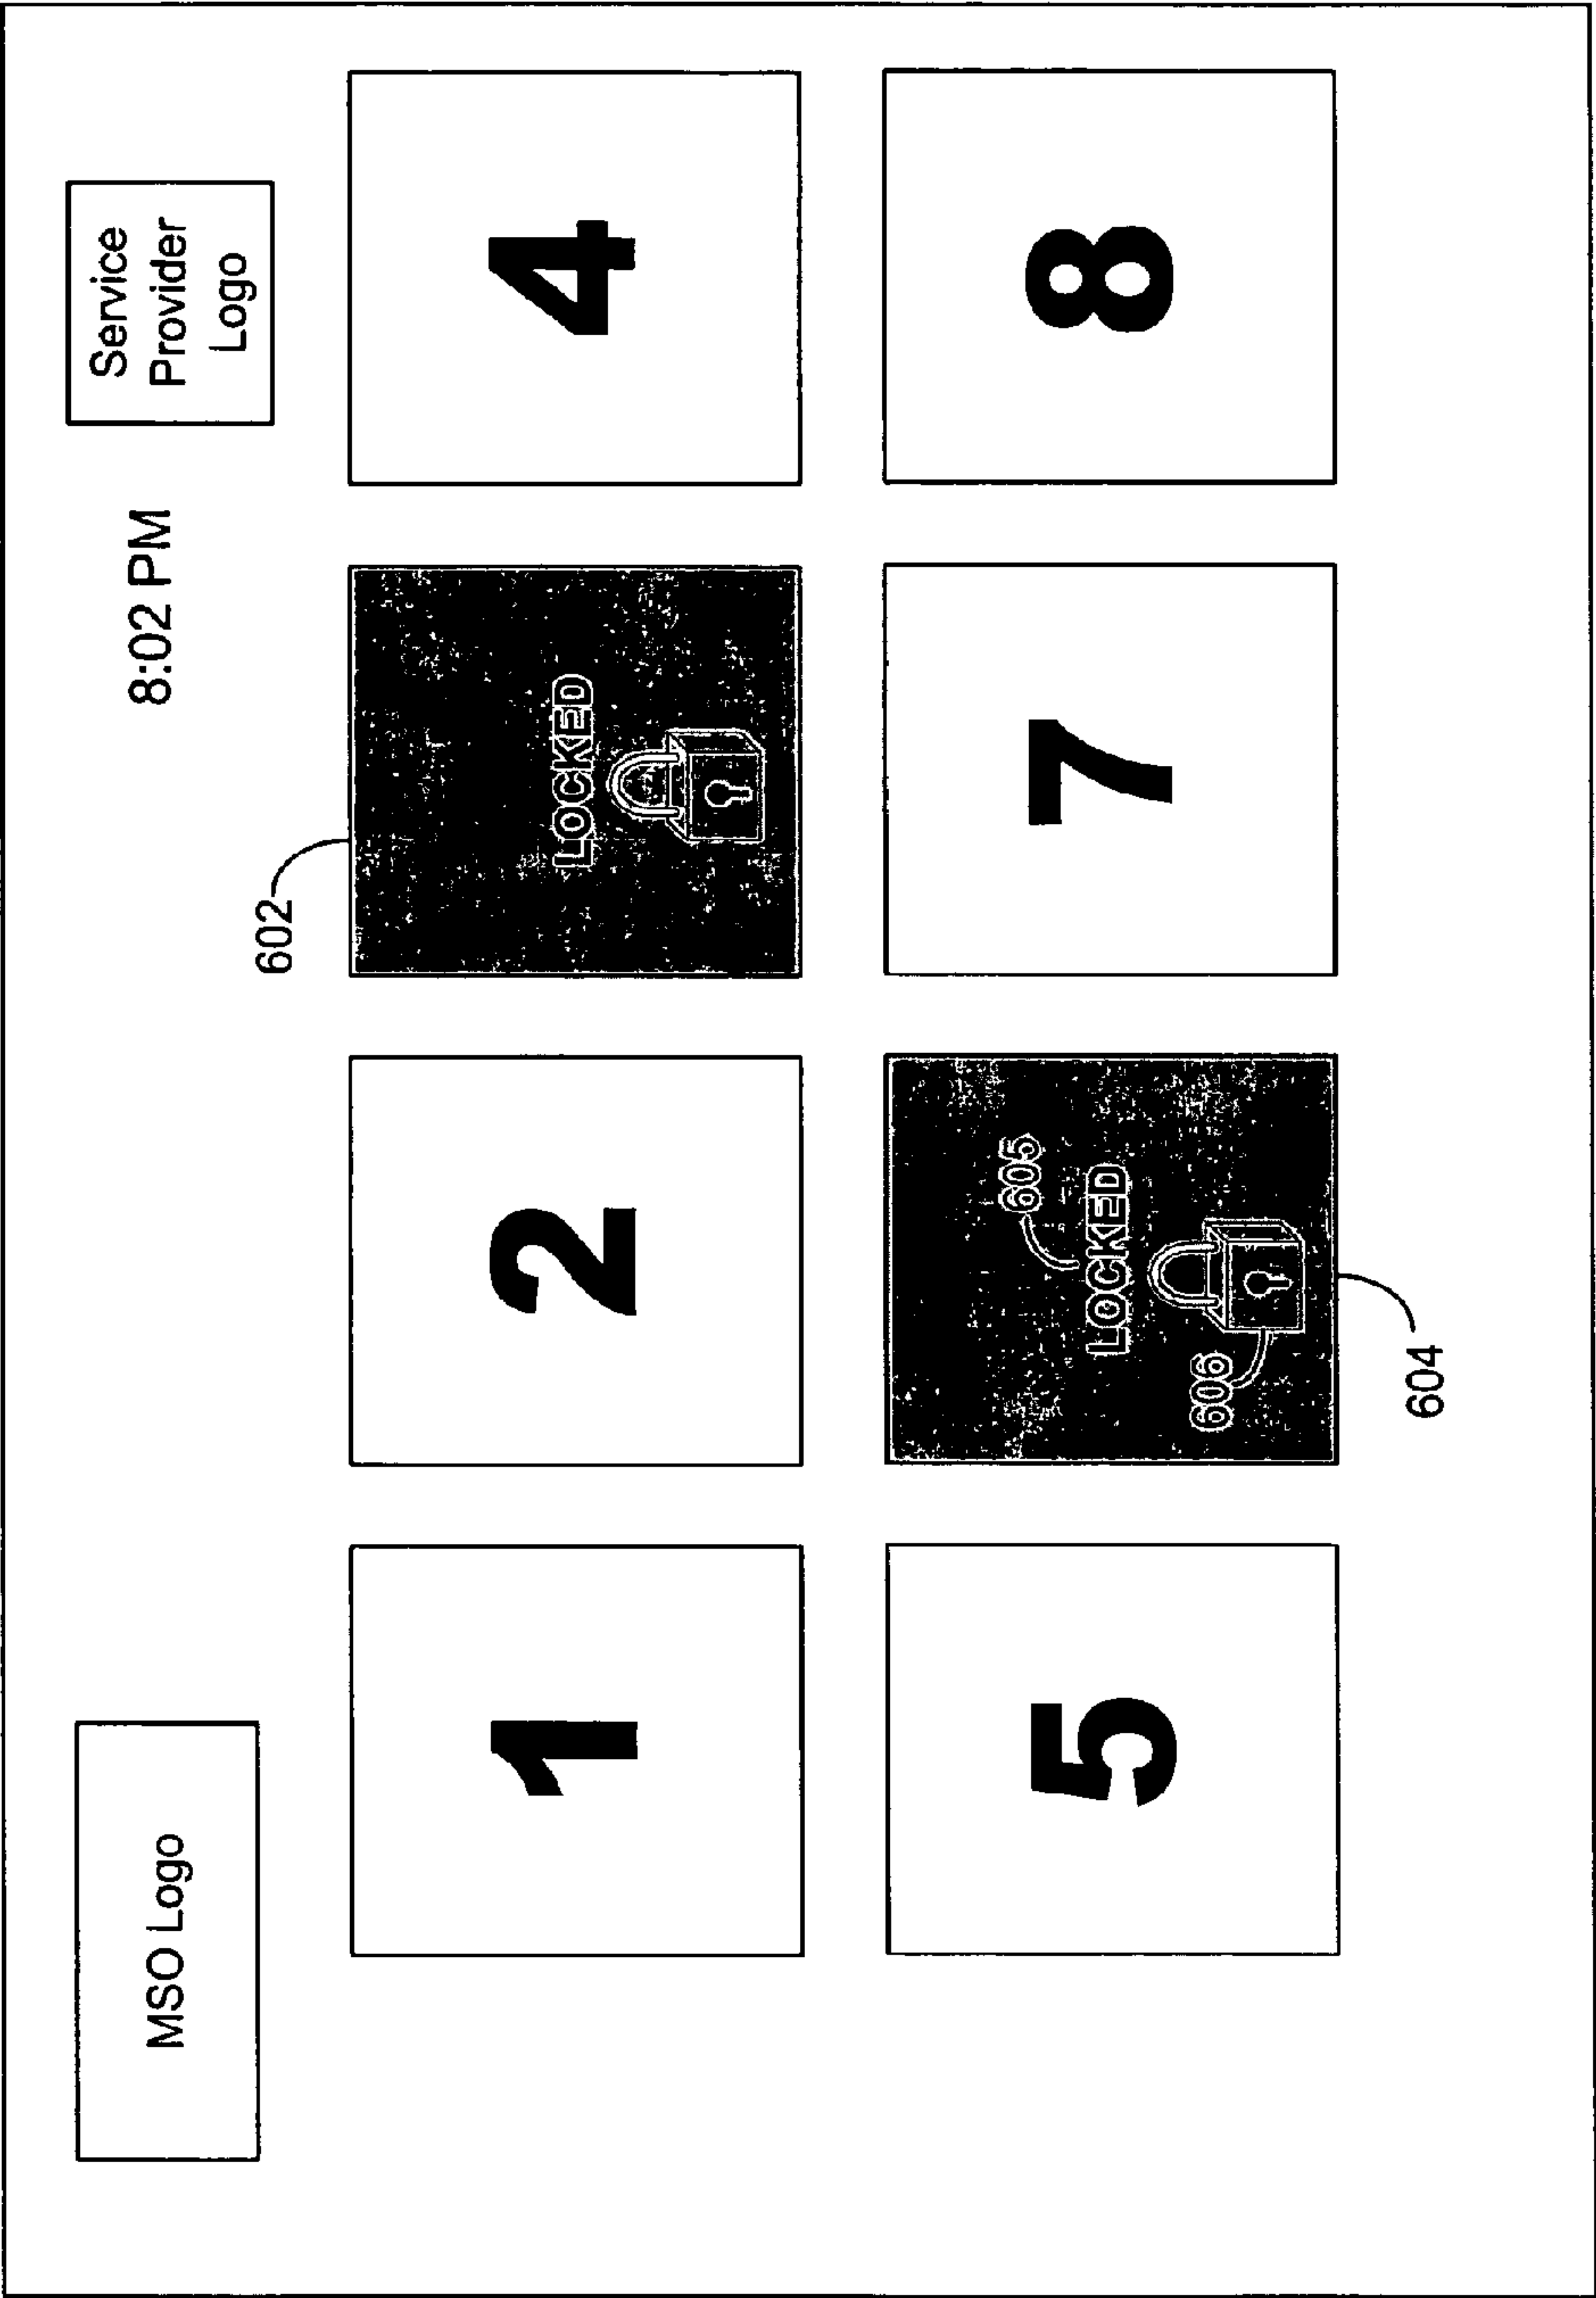 MSO Logo
8:02 PM
Service
Provider
Logo
602
1
2
LOCKED
4
5
605
LOCKED
606
7
8
604